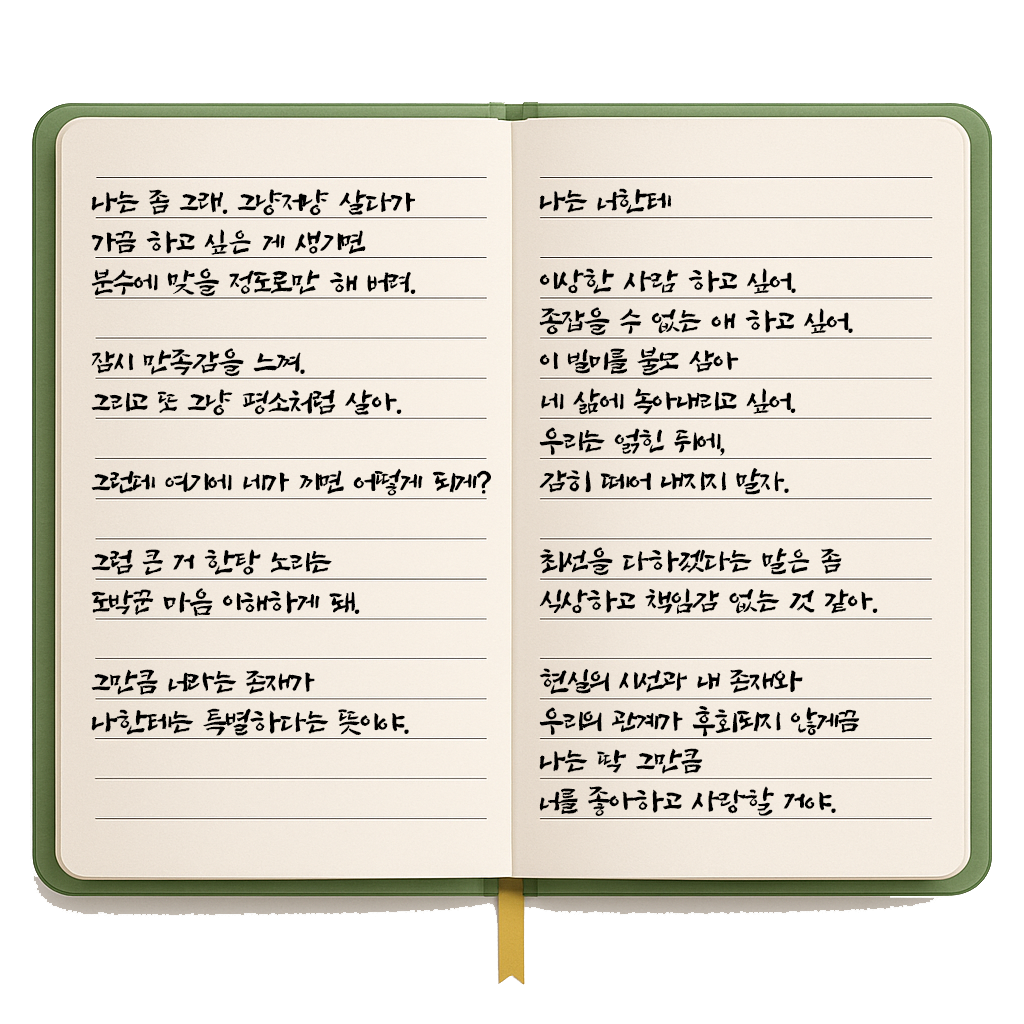 나는 좀 그래. 그냥저냥 살다가
가끔 하고 싶은 게 생기면
분수에 맞을 정도로만 해 버려.
잠시 만족감을 느껴.
그리고 또 그냥 평소처럼 살아.
그런데 여기에 네가 끼면 어떻게 되게?
그럼 큰 거 한탕 노리는
도박꾼 마음 이해하게 돼.
그만큼 너라는 존재가
나한테는 특별하다는 뜻이야.
나는 너한테
이상한 사람 하고 싶어.
종잡을 수 없는 애 하고 싶어.
이 빌미를 볼모 삼아
네 삶에 녹아내리고 싶어.
우리는 얽힌 뒤에,
감히 떼어 내지지 말자.
최선을 다하겠다는 말은 좀
식상하고 책임감 없는 것 같아.
현실의 시선과 내 존재와
우리의 관계가 후회되지 않게끔
나는 딱 그만큼
너를 좋아하고 사랑할 거야.